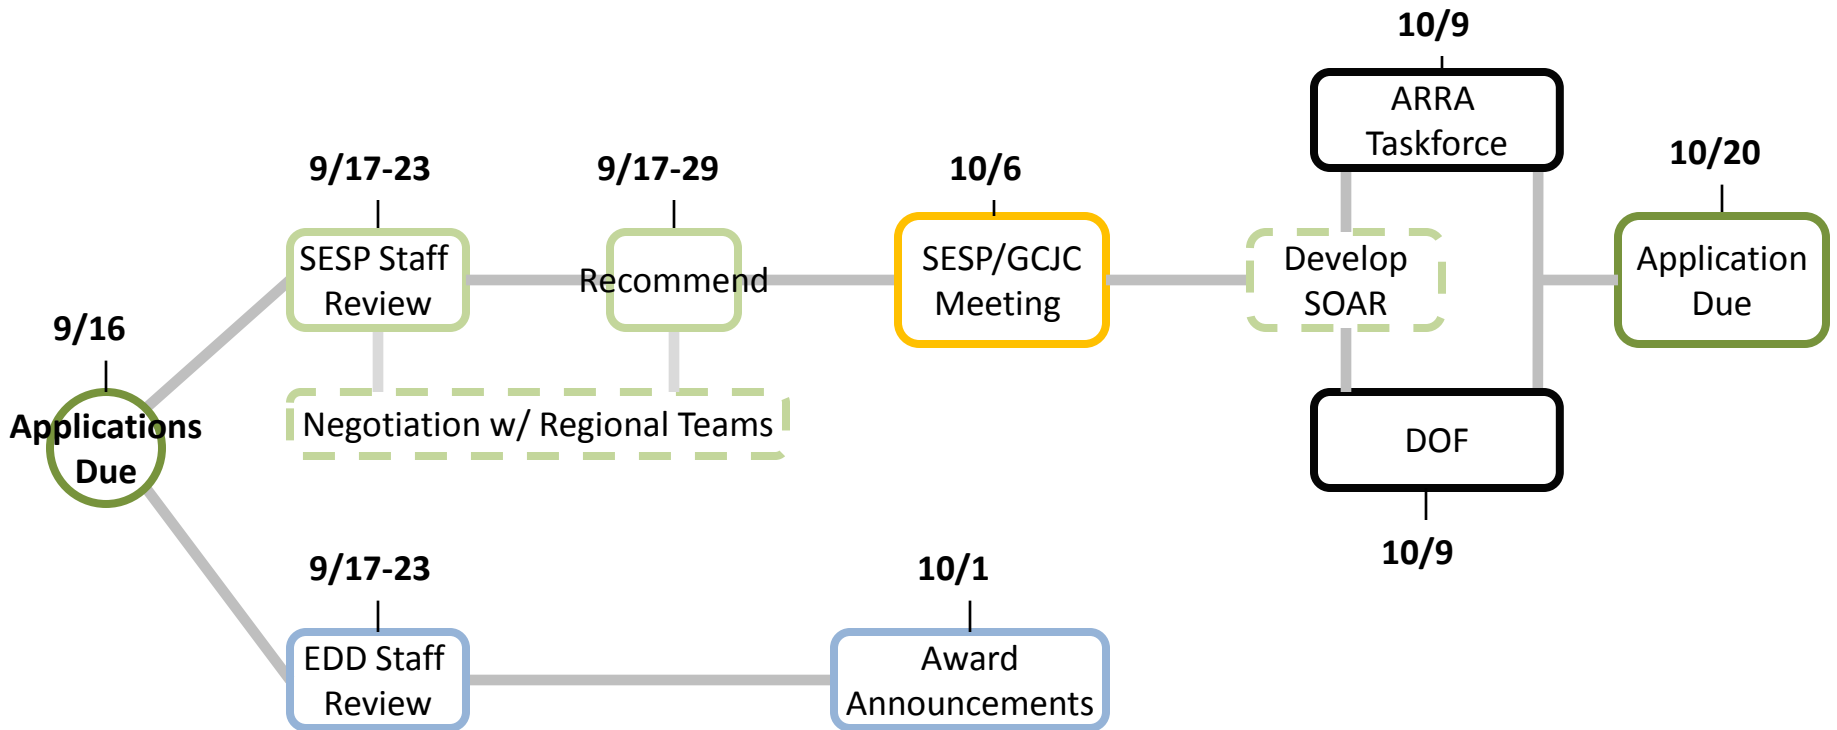 10/9
ARRA
Taskforce
9/17-23
9/17-29
10/6
10/20
SESP Staff
Review
Recommend
SESP/GCJC
Meeting
Develop
SOAR
Application
Due
9/16
Applications
Due
Negotiation w/ Regional Teams
DOF
10/9
9/17-23
10/1
EDD Staff
Review
Award
Announcements